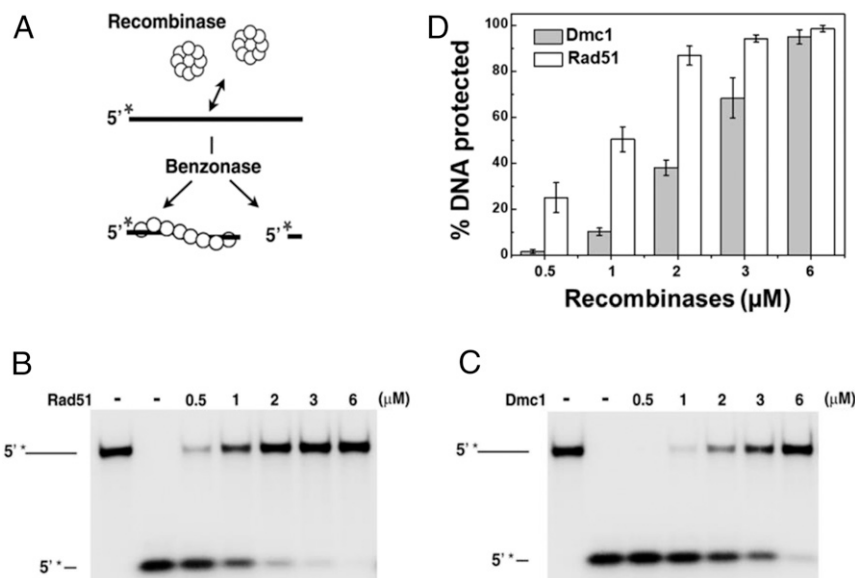 A
Recombinase
5' *
Benzonase
5' *
5' *
D
Dmc1
Rad51
% DNA protected
100
80
60
40
20
0
0.5 1 2 3 6
Recombinases (µM)
B
Rad51 - - 0.5 1 2 3 6 (µM)
5' *
5' *
C
Dmc1 - - 0.5 1 2 3 6 (µM)
5' *
5' *